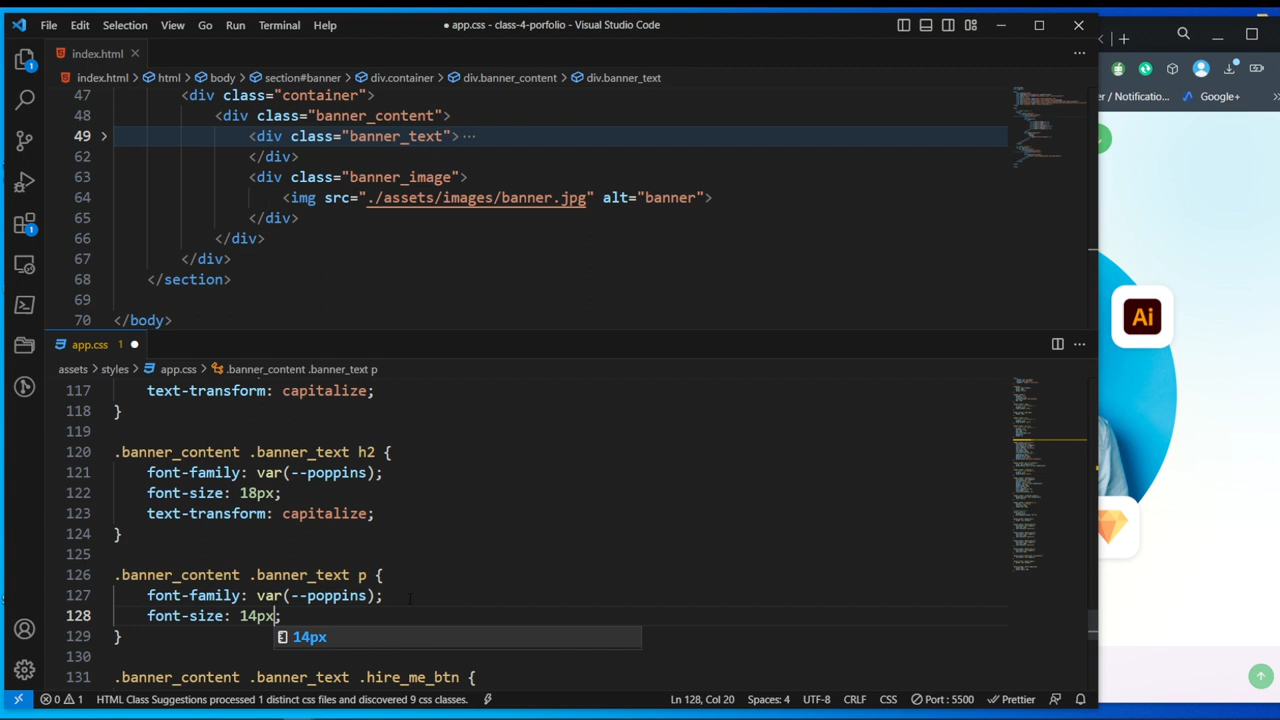 File Edit Selection View Go Run Terminal Help
● app.css - class-4-porfolio - Visual Studio Code
index.html
index.html > html > body > section#banner > div.container > div.banner_content > div.banner_text
er / Notificatio... Google+
47 <div class="container">
48 <div class="banner_content">
49 <div class="banner_text"> ...
62 </div>
63 <div class="banner_image">
64 <img src="./assets/images/banner.jpg" alt="banner">
65 </div>
66 </div>
67 </div>
68 </section>
69
70 </body>
Ai
app.css 1
assets > styles > app.css > .banner_content .banner_text p
117 text-transform: capitalize;
118 }
119
120 .banner_content .banner_text h2 {
121 font-family: var(--poppins);
122 font-size: 18px;
123 text-transform: capitalize;
124 }
125
126 .banner_content .banner_text p {
127 font-family: var(--poppins);
128 font-size: 14px;
14px
129 }
130
131 .banner_content .banner_text .hire_me_btn {
0 1 HTML Class Suggestions processed 1 distinct css files and discovered 9 css classes. Ln 128, Col 20 Spaces: 4 UTF-8 CRLF CSS Port : 5500 Prettier